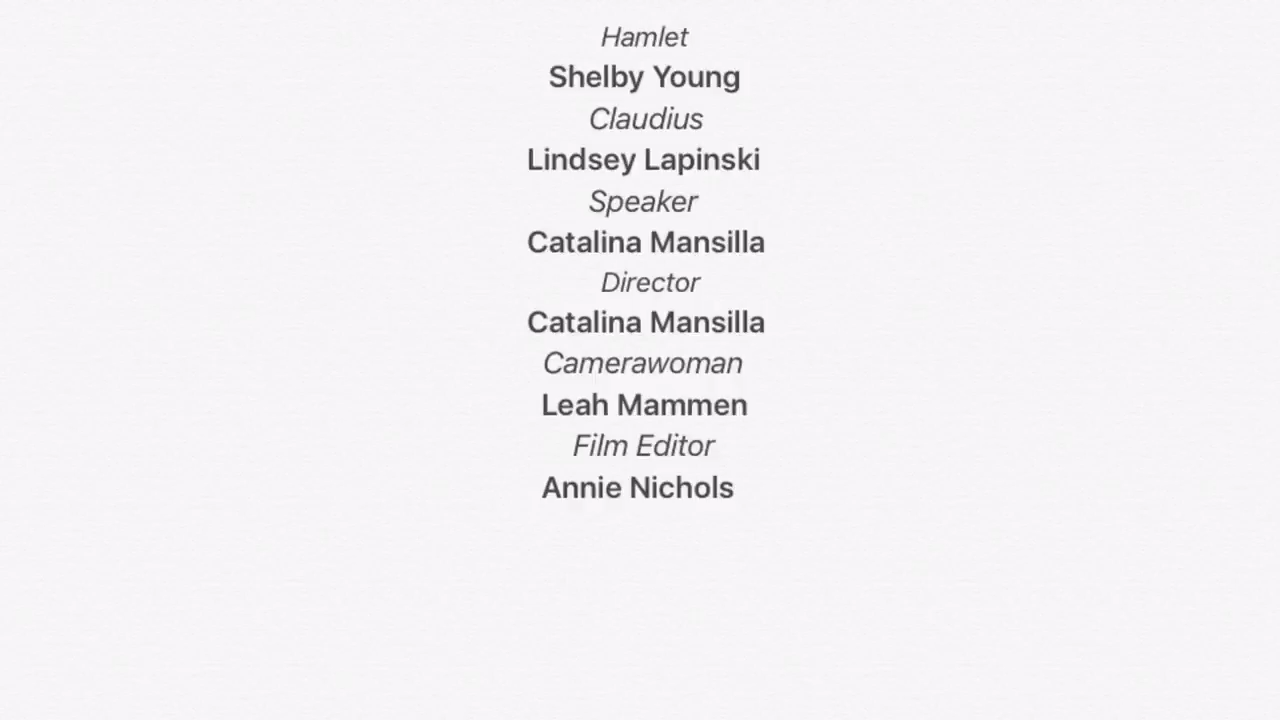 Hamlet
Shelby Young
Claudius
Lindsey Lapinski
Speaker
Catalina Mansilla
Director
Catalina Mansilla
Camerawoman
Leah Mammen
Film Editor
Annie Nichols